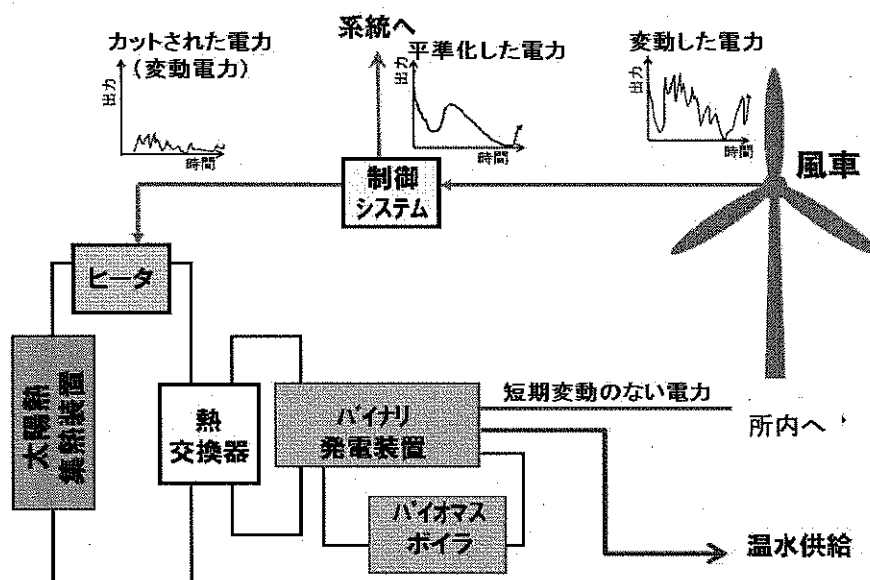 カットされた電力
(変動電力)
出力
時間
系統へ
平準化した電力
出力
時間
変動した電力
出力
時間
風車
制御
システム
ヒータ
太陽熱
集熱装置
熱
交換器
バイナリ
発電装置
バイオマス
ボイラ
短期変動のない電力
所内へ
温水供給